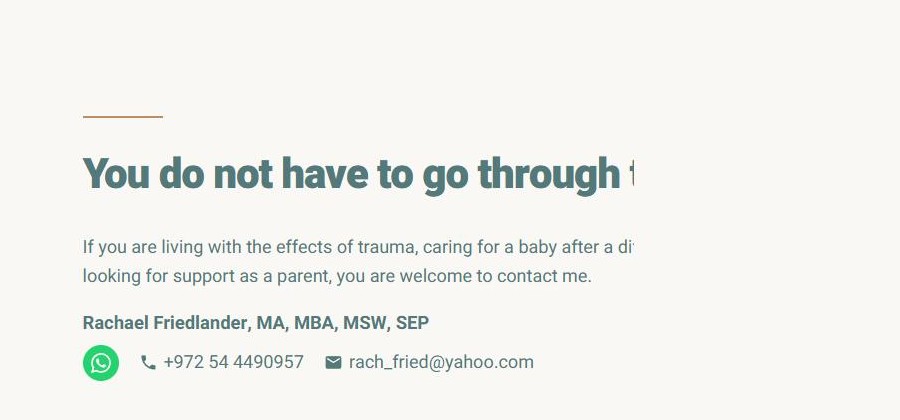 You do not have to go through
If you are living with the effects of trauma, caring for a baby after a
looking for support as a parent, you are welcome to contact me.
Rachael Friedlander, MA, MBA, MSW, SEP
+972 54 4490957 rach_fried@yahoo.com